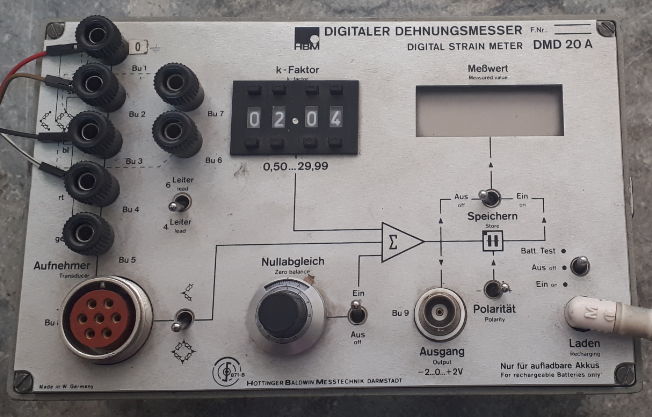 DIGITALER DEHNUNGSMESSER F.Nr.:
HBM
DIGITAL STRAIN METER DMD 20 A
0
Bu 1
k-Faktor
k-factor
Meßwert
Measured value
Bu 2
Bu 7
02.04
bl
Bu 3
Bu 6
0,50...29,99
6 Leiter
lead
rt
Bu 4
4 Leiter
lead
Aus
off
Ein
on
Speichern
Store
ge
Bu 5
Σ
Aufnehmer
Transducer
Nullabgleich
Zero balance
Batt. Test
Aus
off
Ein
on
Ein
on
Aus
off
Bu 9
Polarität
Polarity
Ausgang
Output
-2...0...+2V
Laden
Recharging
Nur für aufladbare Akkus
For rechargeable Batteries only
Made in W. Germany
HOTTINGER BALDWIN MESSTECHNIK DARMSTADT